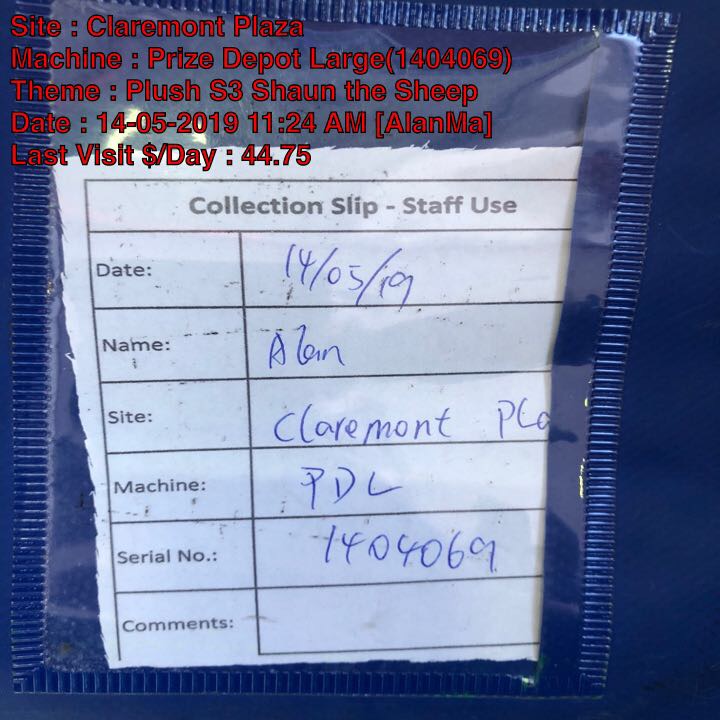 Site : Claremont Plaza
Machine : Prize Depot Large(1404069)
Theme : Plush S3 Shaun the Sheep
Date : 14-05-2019 11:24 AM [AlanMa]
Last Visit $/Day : 44.75
Collection Slip - Staff Use
Date: 14/05/19
Name: Alan
Site: Claremont Pla
Machine: PDL
Serial No.: 1404069
Comments: